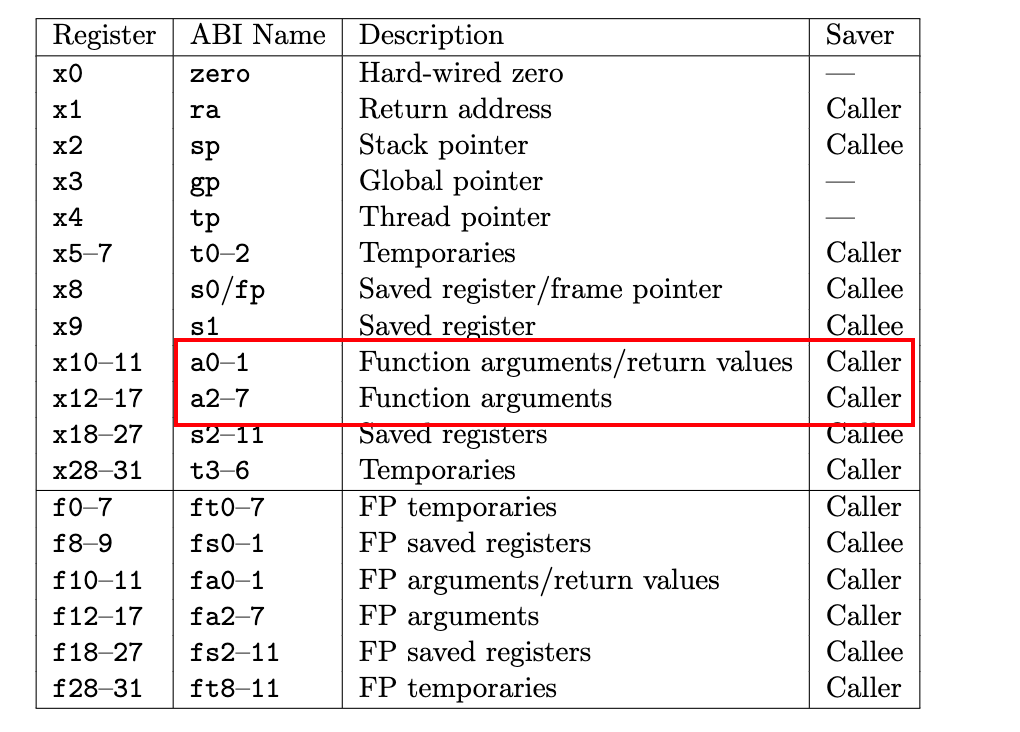 Register ABI Name Description Saver
x0 zero Hard-wired zero —
x1 ra Return address Caller
x2 sp Stack pointer Callee
x3 gp Global pointer —
x4 tp Thread pointer —
x5–7 t0–2 Temporaries Caller
x8 s0/fp Saved register/frame pointer Callee
x9 s1 Saved register Callee
x10–11 a0–1 Function arguments/return values Caller
x12–17 a2–7 Function arguments Caller
x18–27 s2–11 Saved registers Callee
x28–31 t3–6 Temporaries Caller
f0–7 ft0–7 FP temporaries Caller
f8–9 fs0–1 FP saved registers Callee
f10–11 fa0–1 FP arguments/return values Caller
f12–17 fa2–7 FP arguments Caller
f18–27 fs2–11 FP saved registers Callee
f28–31 ft8–11 FP temporaries Caller